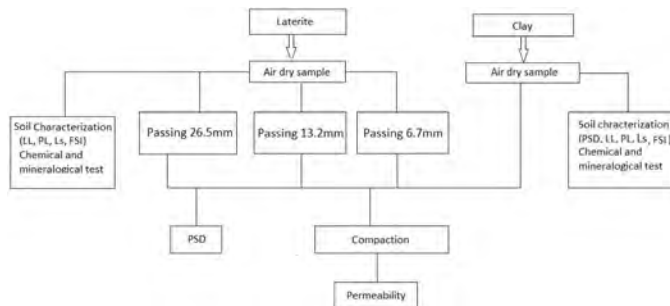 Laterite
Clay
Air dry sample
Air dry sample
Soil Characterization
(LL, PL, Ls, FSI)
Chemical and
mineralogical test
Passing 26.5mm
Passing 13.2mm
Passing 6.7mm
Soil chracterization
(PSD, LL, PL, Ls, FSI)
Chemical and
mineralogical test
PSD
Compaction
Permeability